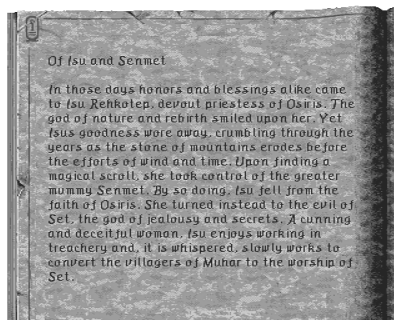 1
Of Isu and Senmet
In those days honors and blessings alike came
to Isu Rehkotep, devout priestess of Osiris. The
god of nature and rebirth smiled upon her. Yet
Isus goodness wore away, crumbling through the
years as the stone of mountains erodes before
the efforts of wind and time. Upon finding a
magical scroll, she took control of the greater
mummy Senmet. By so doing, Isu fell from the
faith of Osiris. She turned instead to the evil of
Set, the god of jealousy and secrets. A cunning
and deceitful woman, Isu enjoys working in
treachery and, it is whispered, slowly works to
convert the villagers of Muhar to the worship of
Set.